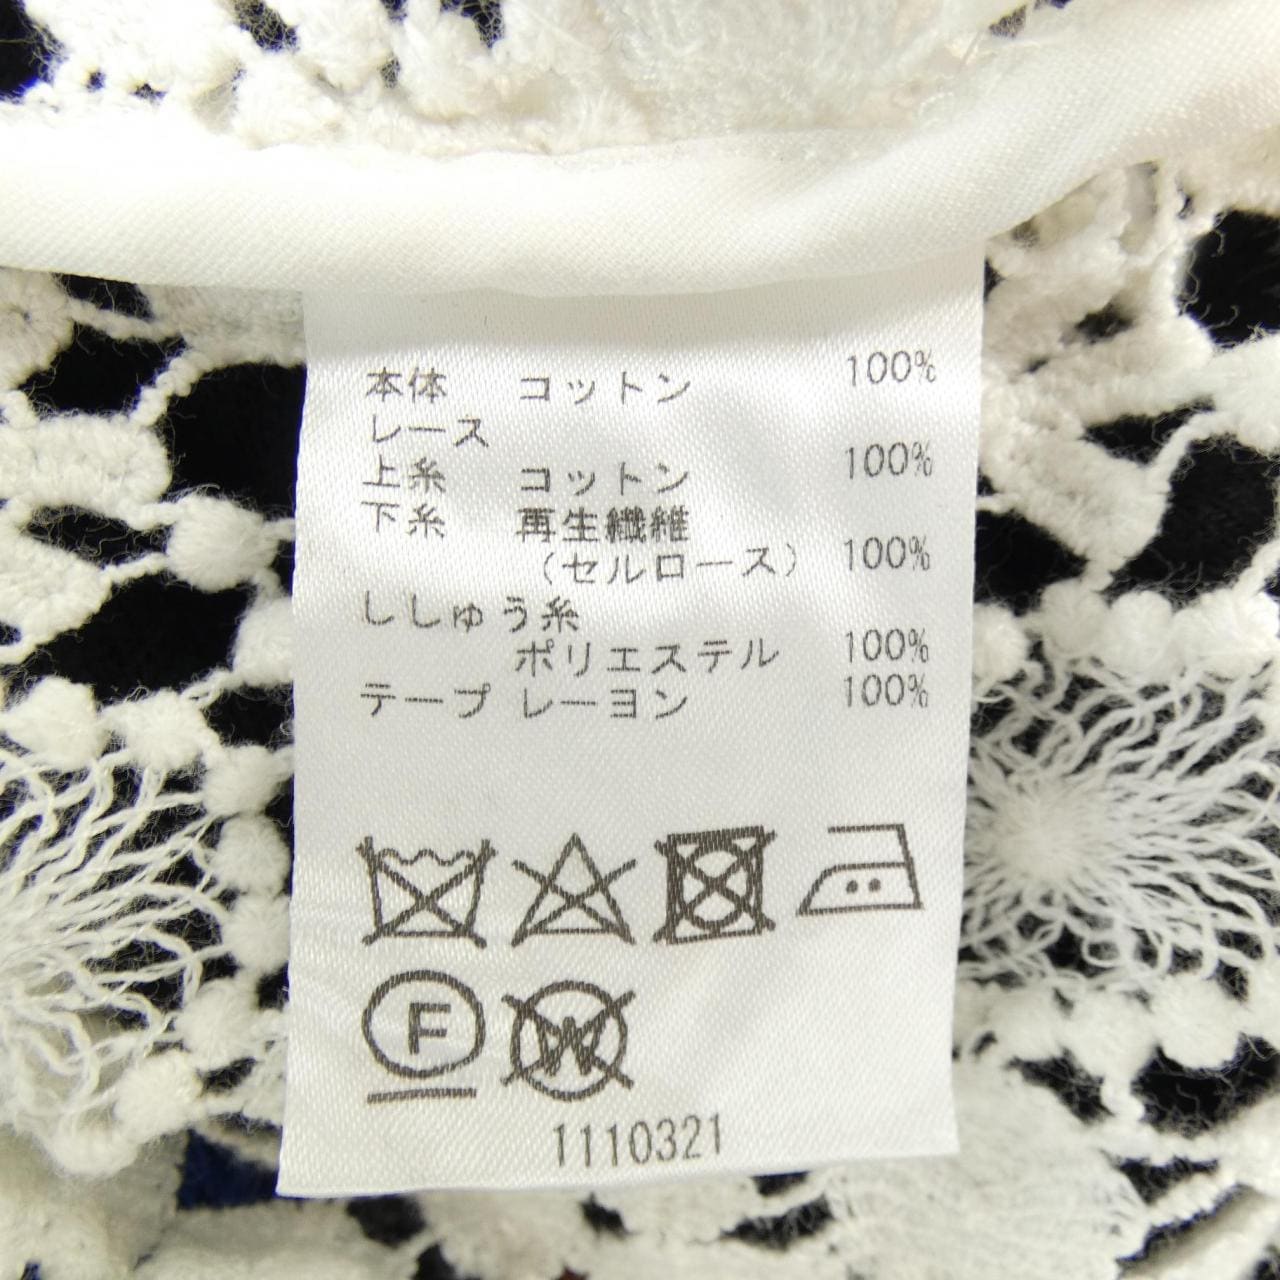 本体 コットン 100%
レース
上糸 コットン 100%
下糸 再生繊維
(セルロース) 100%
ししゅう糸
ポリエステル 100%
テープ レーヨン 100%
F
W
1110321